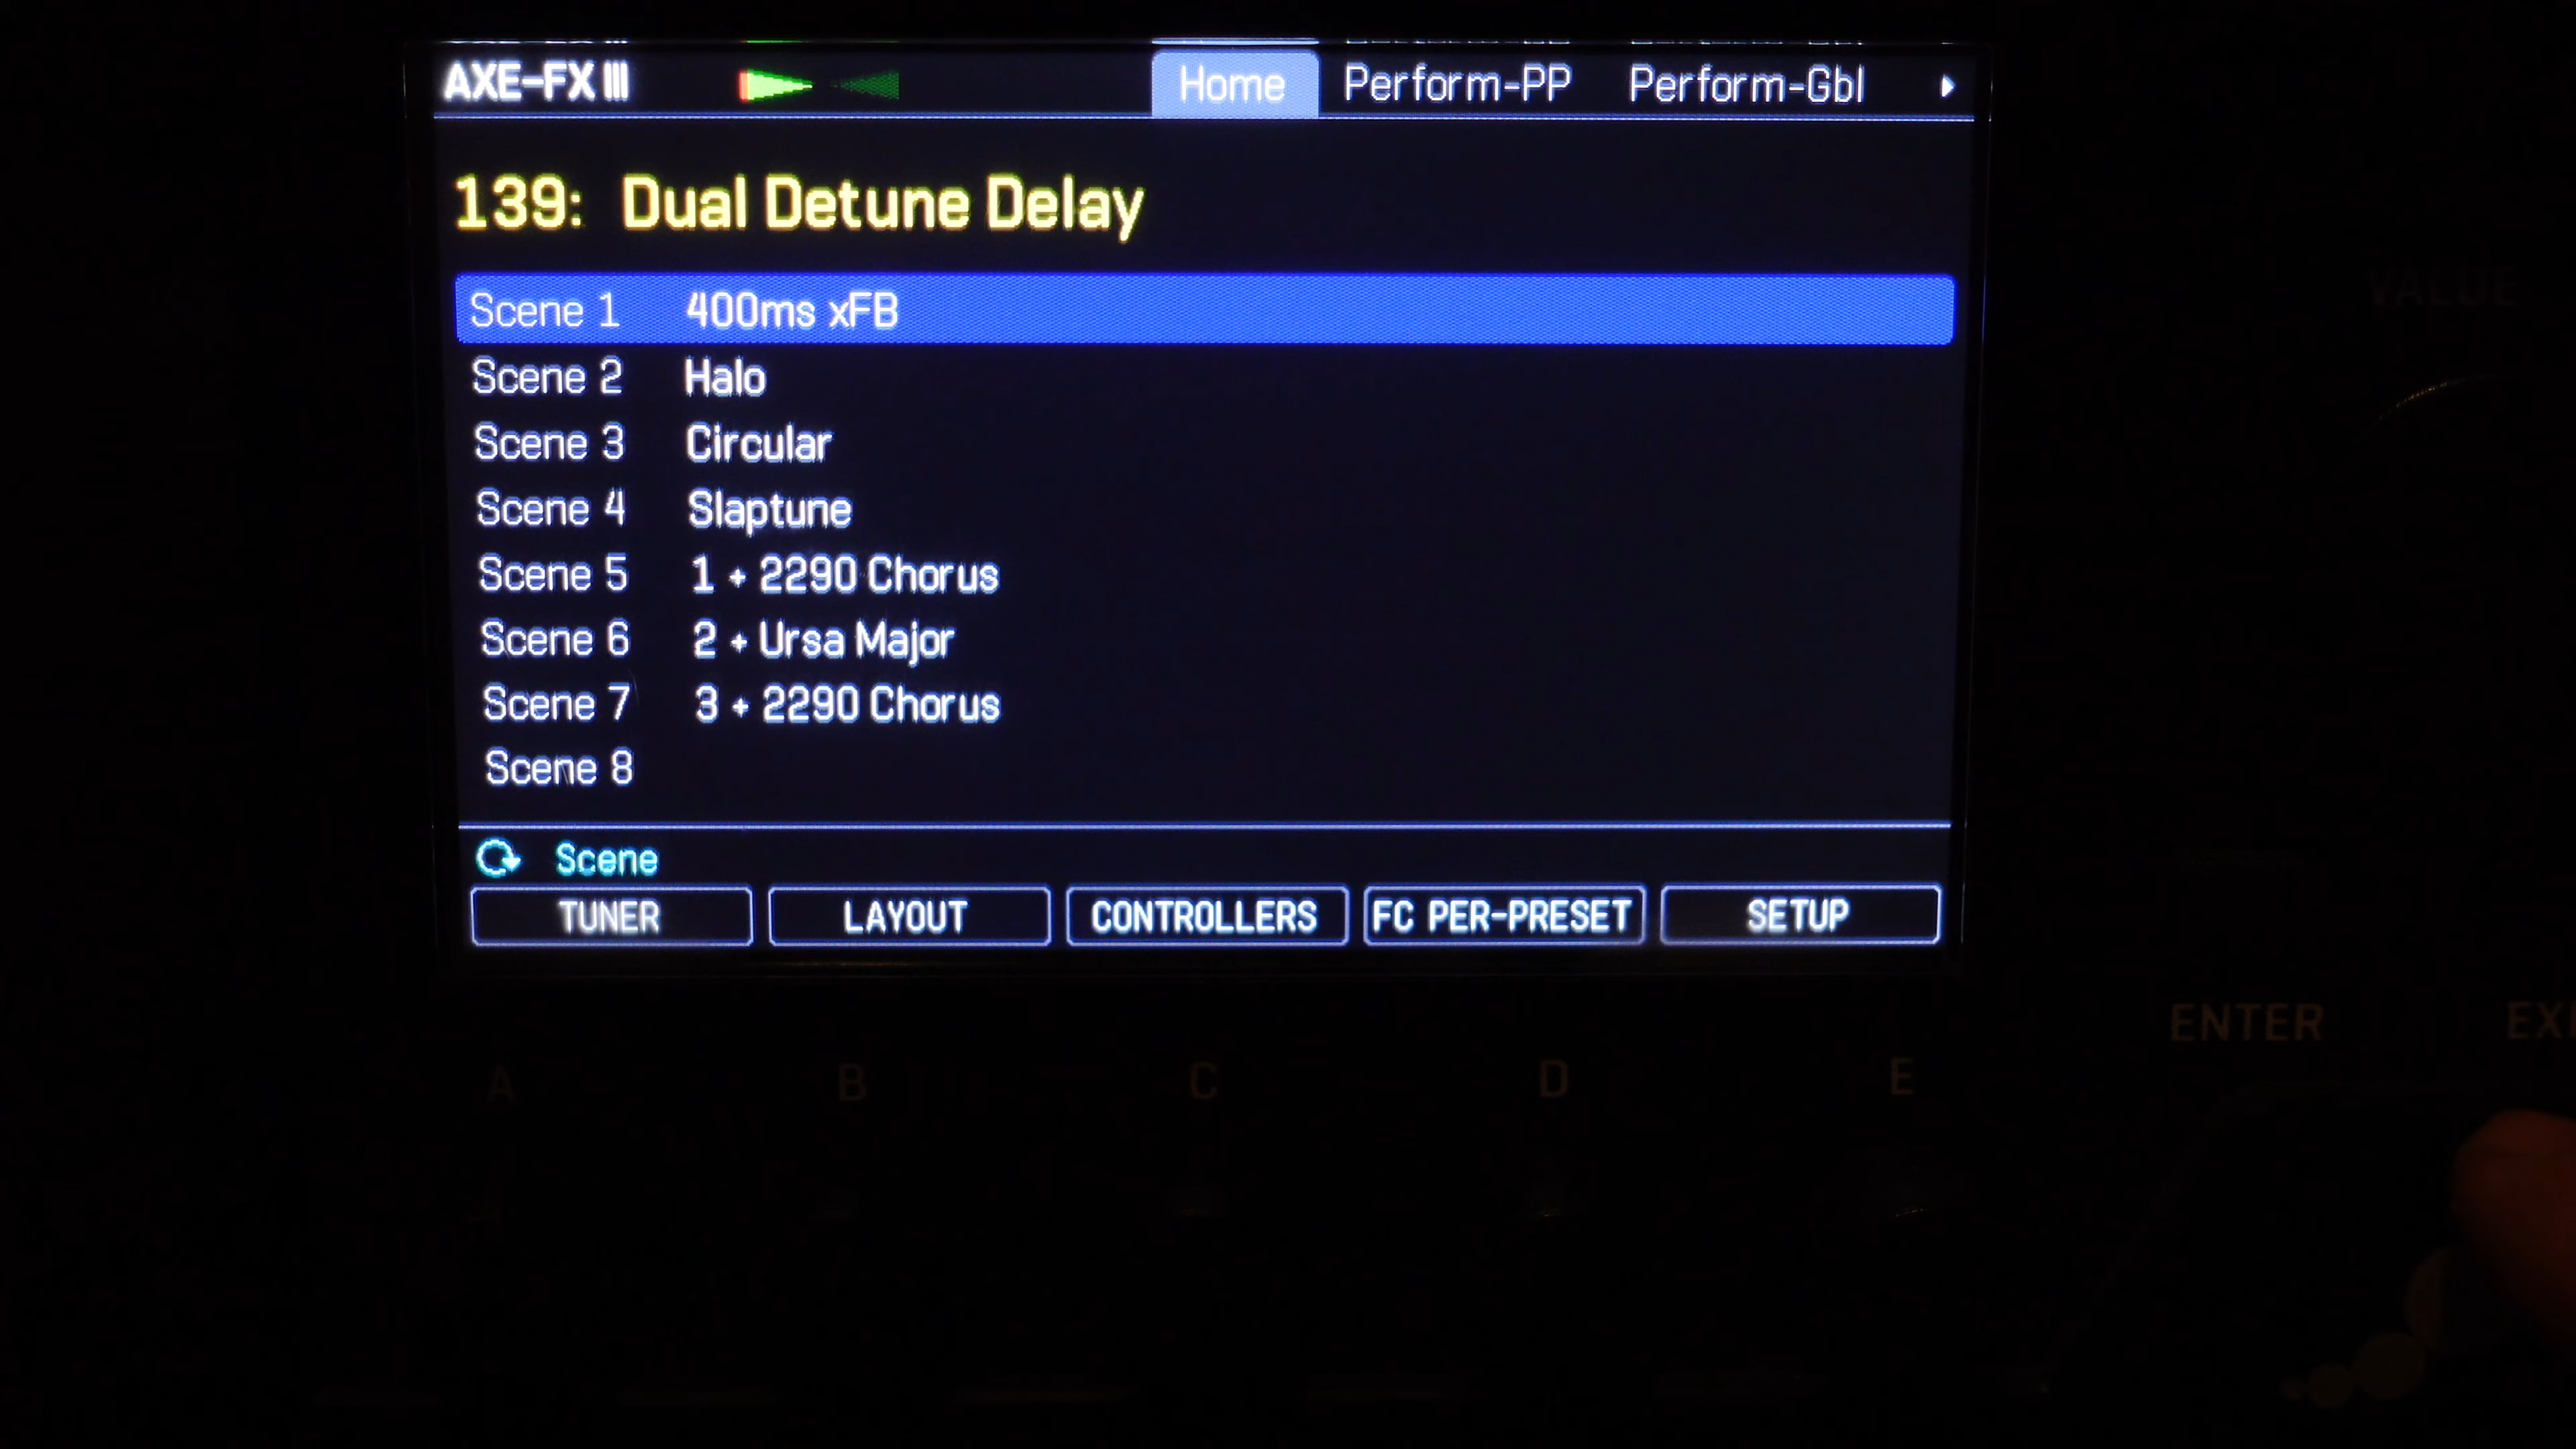 AXE-FX III Home Perform-PP Perform-Gbl
139: Dual Detune Delay
Scene 1 400ms xFB
Scene 2 Halo
Scene 3 Circular
Scene 4 Slaptune
Scene 5 1 + 2290 Chorus
Scene 6 2 + Ursa Major
Scene 7 3 + 2290 Chorus
Scene 8
Scene
TUNER LAYOUT CONTROLLERS FC PER-PRESET SETUP
VALUE
ENTER
A B C D E